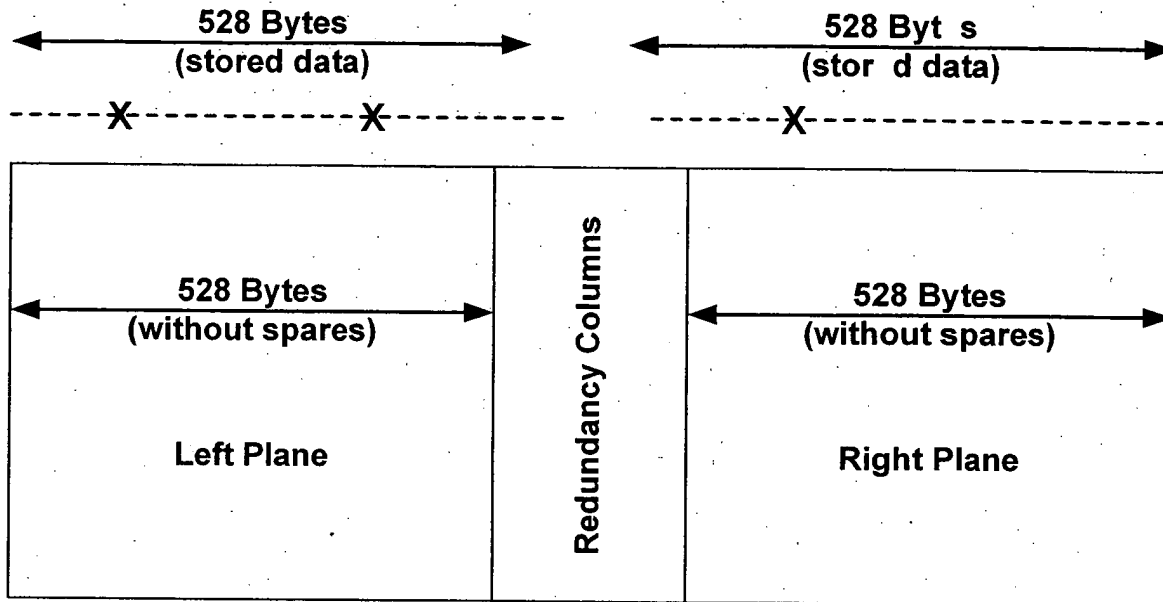 528 Bytes
(stored data)
528 Byt s
(stor d data)
X X X
528 Bytes
(without spares)
Left Plane
Redundancy Columns
528 Bytes
(without spares)
Right Plane